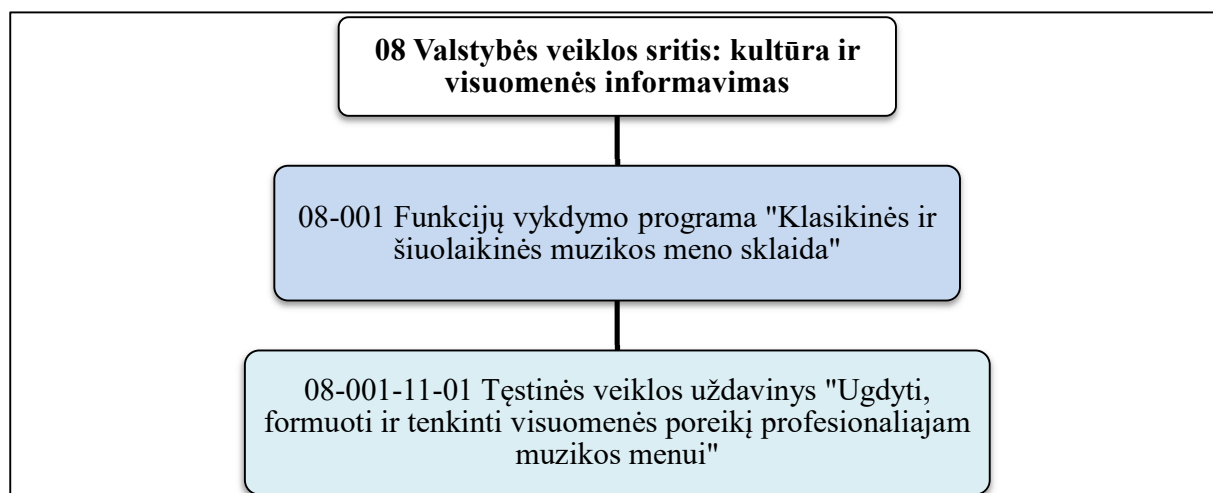 08 Valstybės veiklos sritis: kultūra ir
visuomenės informavimas
08-001 Funkcijų vykdymo programa "Klasikinės ir
šiuolaikinės muzikos meno sklaida"
08-001-11-01 Tęstinės veiklos uždavinys "Ugdyti,
formuoti ir tenkinti visuomenės poreikį profesionaliajam
muzikos menui"